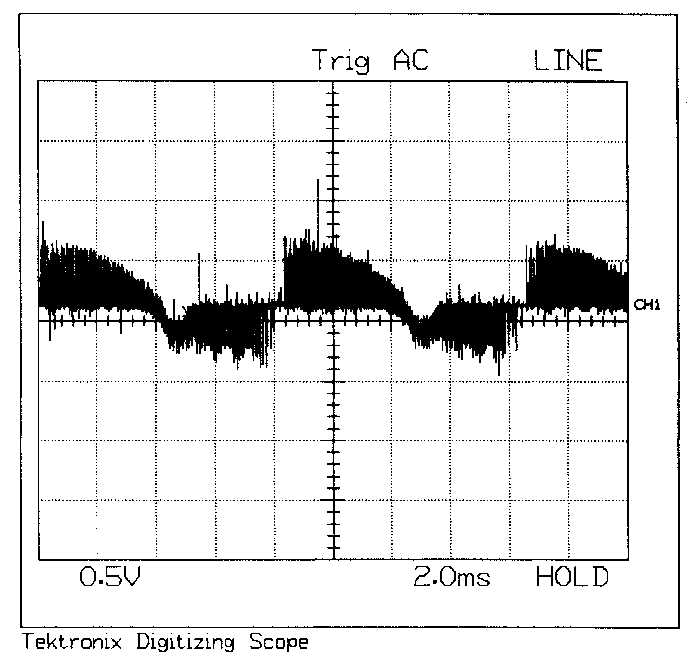 Trig AC LINE
CH1
0.5V 2.0ms HOLD
Tektronix Digitizing Scope